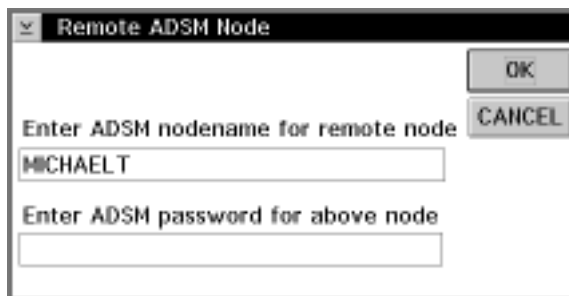 Remote ADSM Node
OK
CANCEL
Enter ADSM nodename for remote node
MICHAELT
Enter ADSM password for above node